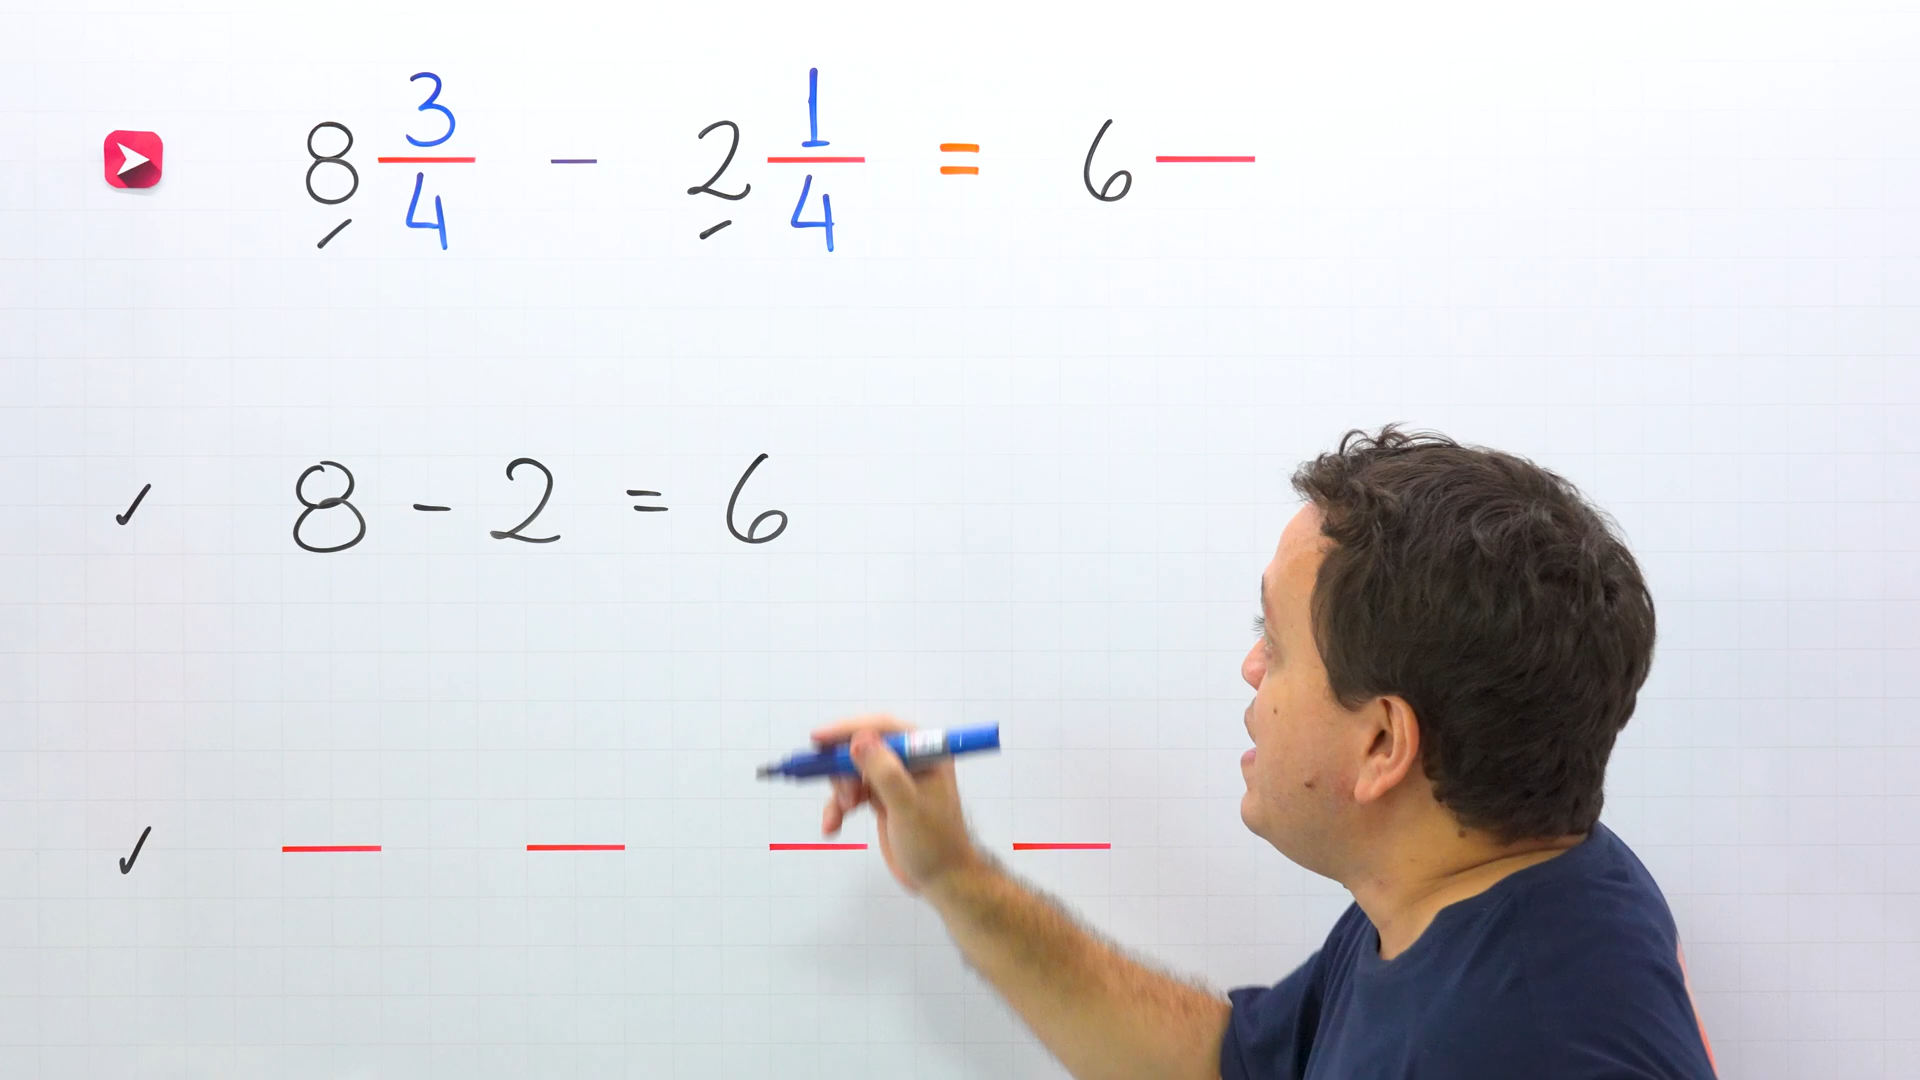 8 3/4 - 2 1/4 = 6 —
8 - 2 = 6